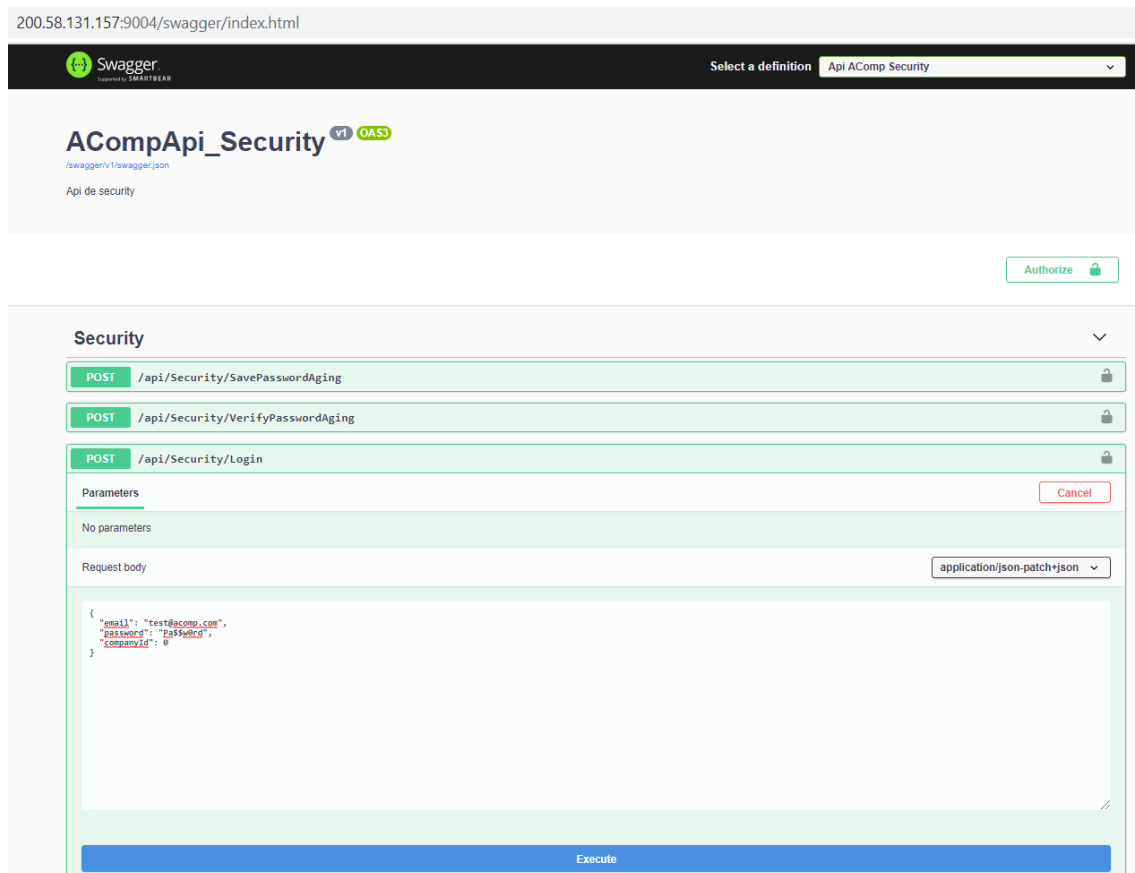 200.58.131.157:9004/swagger/index.html
Swagger. Select a definition Api AComp Security
Supported by SMARTBEAR
ACompApi_Security v1 OAS3
/swagger/v1/swagger.json
Api de security
Authorize
Security
POST /api/Security/SavePasswordAging
POST /api/Security/VerifyPasswordAging
POST /api/Security/Login
Parameters Cancel
No parameters
Request body application/json-patch+json
{
"email": "test@acomp.com",
"password": "Pa$$w0rd",
"companyId": 0
}
Execute